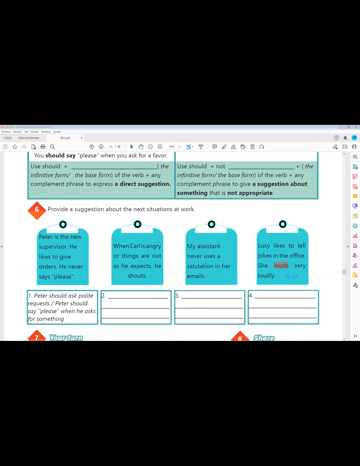 You should say "please" when you ask for a favor.
Use should + ______________________( the
infinitive form/ the base form) of the verb + any
complement phrase to express a direct suggestion.
Use should + not ________________ + ( the
infinitive form/ the base form) of the verb + any
complement phrase to give a suggestion about
something that is not appropriate.
6 Provide a suggestion about the next situations at work.
Peter is the new
supervisor. He
likes to give
orders. He never
says "please".
When Carl is angry
or things are not
as he expects, he
shouts.
My assistant
never uses a
salutation in her
emails.
Lucy likes to tell
jokes in the office.
She louds very
loudly.
1. Peter should ask polite
requests / Peter should
say "please" when he asks
for something
2.
3.
4.
7 Your turn
8 Share